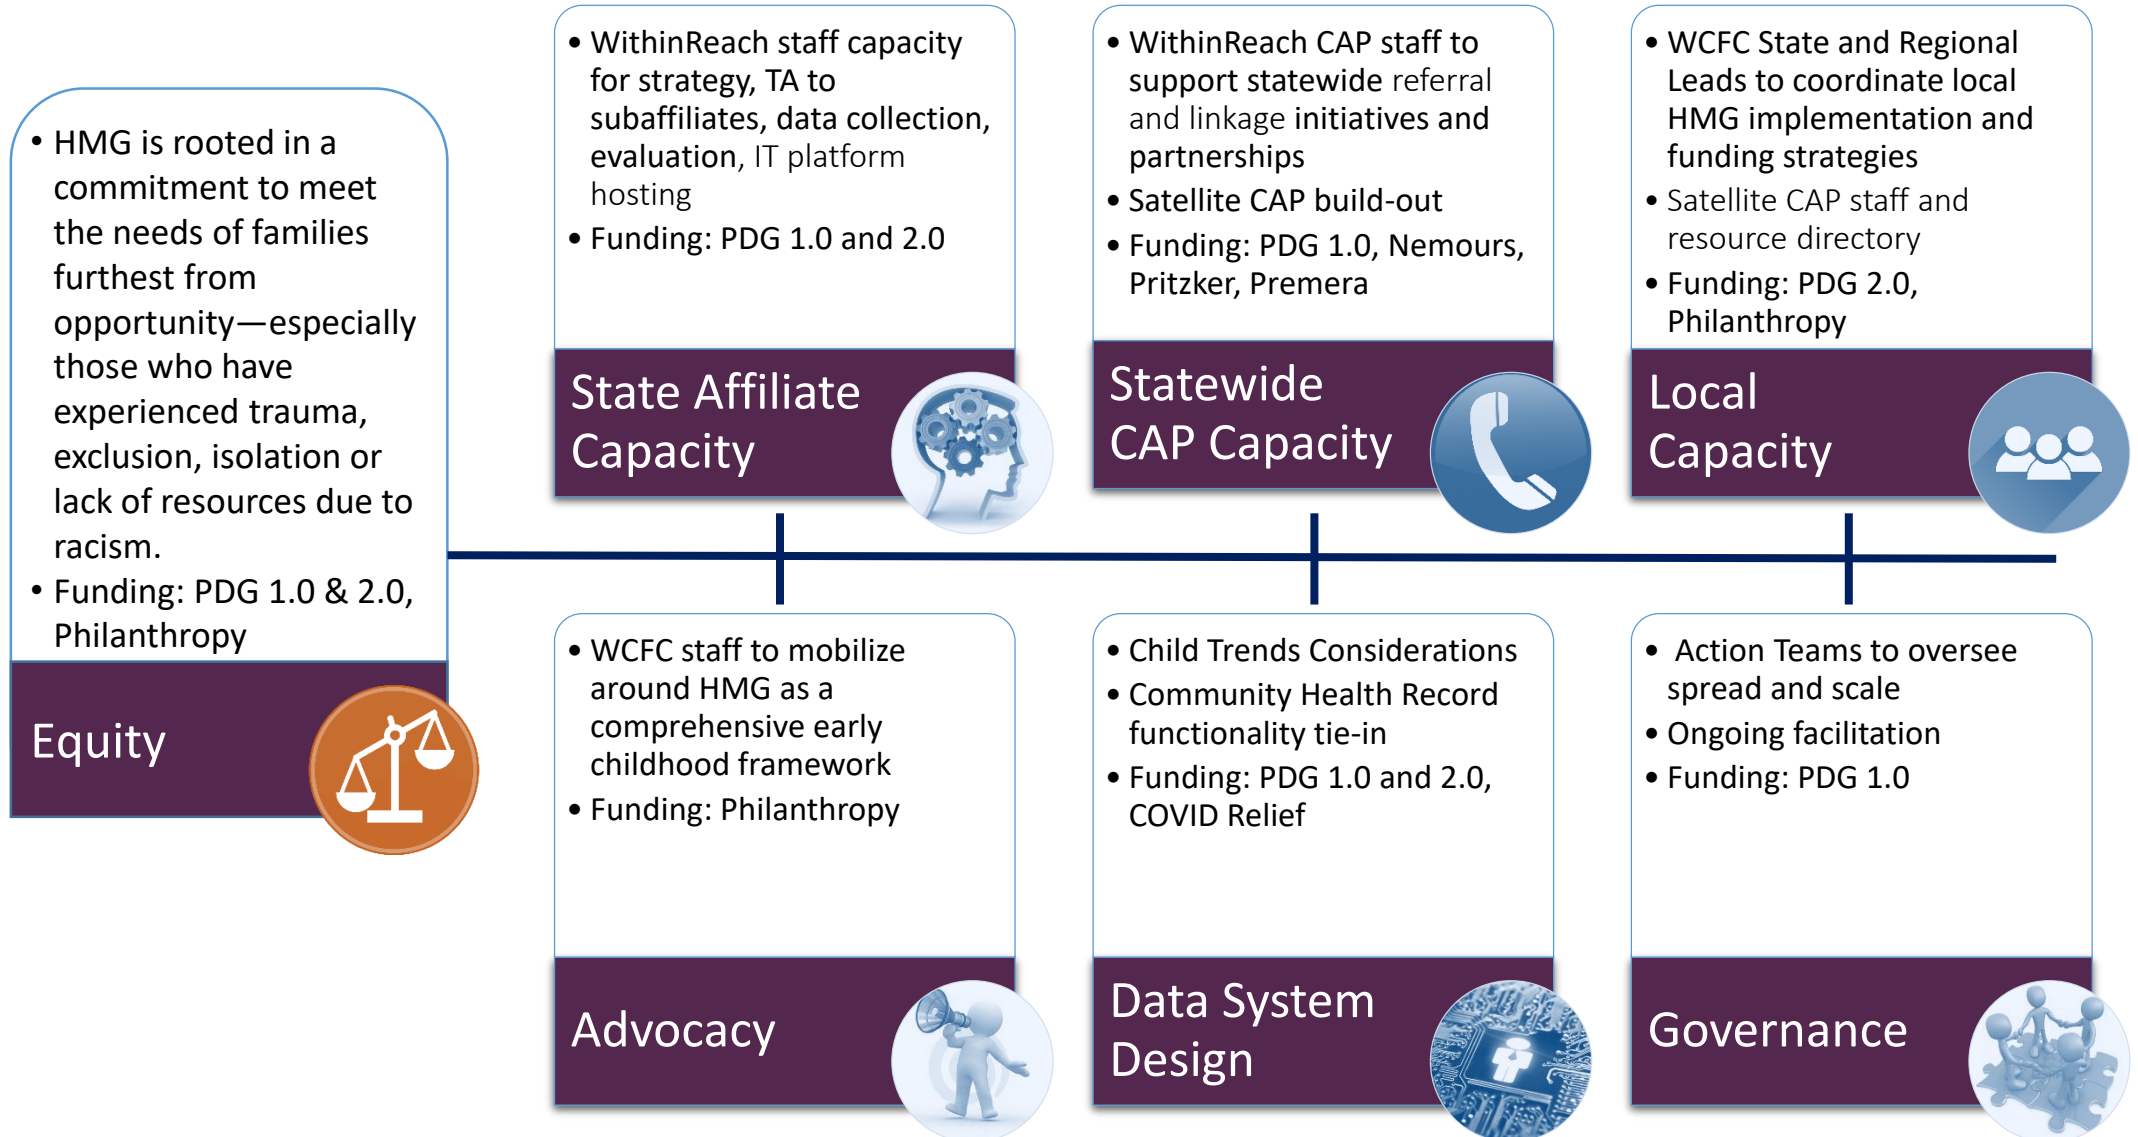 • HMG is rooted in a
commitment to meet
the needs of families
furthest from
opportunity—especially
those who have
experienced trauma,
exclusion, isolation or
lack of resources due to
racism.
• Funding: PDG 1.0 & 2.0,
Philanthropy
Equity
• WithinReach staff capacity
for strategy, TA to
subaffiliates, data collection,
evaluation, IT platform
hosting
• Funding: PDG 1.0 and 2.0
State Affiliate
Capacity
• WithinReach CAP staff to
support statewide referral
and linkage initiatives and
partnerships
• Satellite CAP build-out
• Funding: PDG 1.0, Nemours,
Pritzker, Premera
Statewide
CAP Capacity
• WCFC State and Regional
Leads to coordinate local
HMG implementation and
funding strategies
• Satellite CAP staff and
resource directory
• Funding: PDG 2.0,
Philanthropy
Local
Capacity
• WCFC staff to mobilize
around HMG as a
comprehensive early
childhood framework
• Funding: Philanthropy
Advocacy
• Child Trends Considerations
• Community Health Record
functionality tie-in
• Funding: PDG 1.0 and 2.0,
COVID Relief
Data System
Design
• Action Teams to oversee
spread and scale
• Ongoing facilitation
• Funding: PDG 1.0
Governance